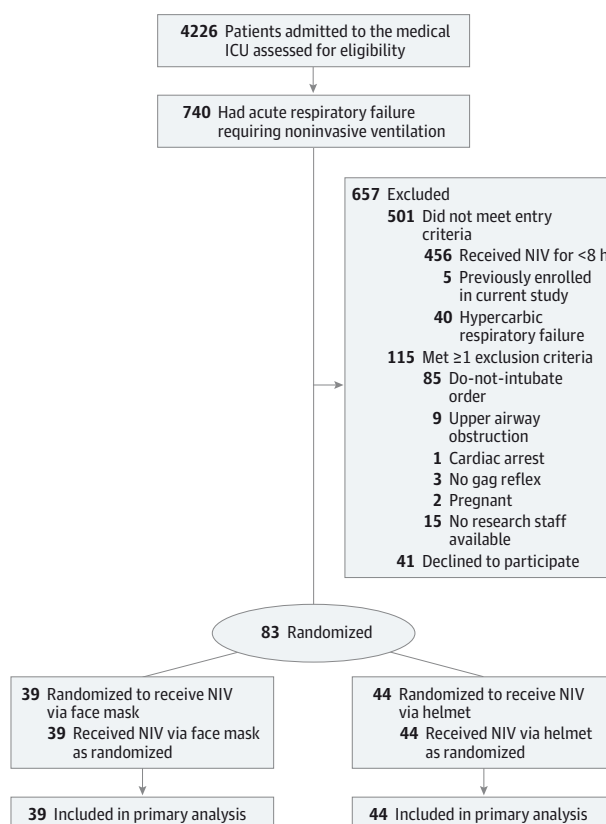 4226 Patients admitted to the medical
ICU assessed for eligibility
740 Had acute respiratory failure
requiring noninvasive ventilation
657 Excluded
501 Did not meet entry
criteria
456 Received NIV for <8 h
5 Previously enrolled
in current study
40 Hypercarbic
respiratory failure
115 Met ≥1 exclusion criteria
85 Do-not-intubate
order
9 Upper airway
obstruction
1 Cardiac arrest
3 No gag reflex
2 Pregnant
15 No research staff
available
41 Declined to participate
83 Randomized
39 Randomized to receive NIV
via face mask
39 Received NIV via face mask
as randomized
44 Randomized to receive NIV
via helmet
44 Received NIV via helmet
as randomized
39 Included in primary analysis
44 Included in primary analysis